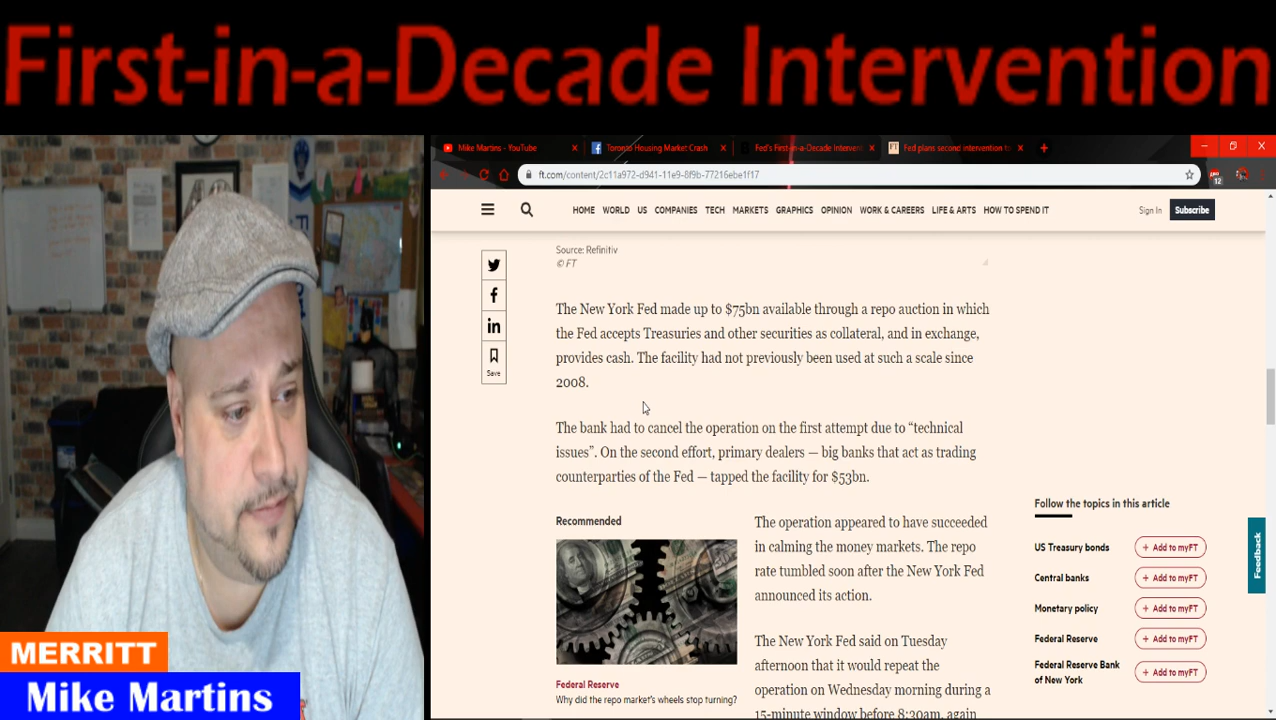 First-in-a-Decade Intervention
Mike Martins - YouTube
Toronto Housing Market Crash
Fed's First-in-a-Decade Intervent
Fed plans second intervention to
ft.com/content/2c11a972-d941-11e9-8f9b-77216ebe1f17
12
HOME WORLD US COMPANIES TECH MARKETS GRAPHICS OPINION WORK & CAREERS LIFE & ARTS HOW TO SPEND IT
Sign In Subscribe
Source: Refinitiv
© FT
The New York Fed made up to $75bn available through a repo auction in which
the Fed accepts Treasuries and other securities as collateral, and in exchange,
provides cash. The facility had not previously been used at such a scale since
2008.
Save
The bank had to cancel the operation on the first attempt due to “technical
issues”. On the second effort, primary dealers — big banks that act as trading
counterparties of the Fed — tapped the facility for $53bn.
Recommended
Federal Reserve
Why did the repo market's wheels stop turning?
The operation appeared to have succeeded
in calming the money markets. The repo
rate tumbled soon after the New York Fed
announced its action.
The New York Fed said on Tuesday
afternoon that it would repeat the
operation on Wednesday morning during a
15-minute window before 8:30am, again
Follow the topics in this article
US Treasury bonds + Add to myFT
Central banks + Add to myFT
Monetary policy + Add to myFT
Federal Reserve + Add to myFT
Federal Reserve Bank
of New York + Add to myFT
Feedback
MERRITT
Mike Martins